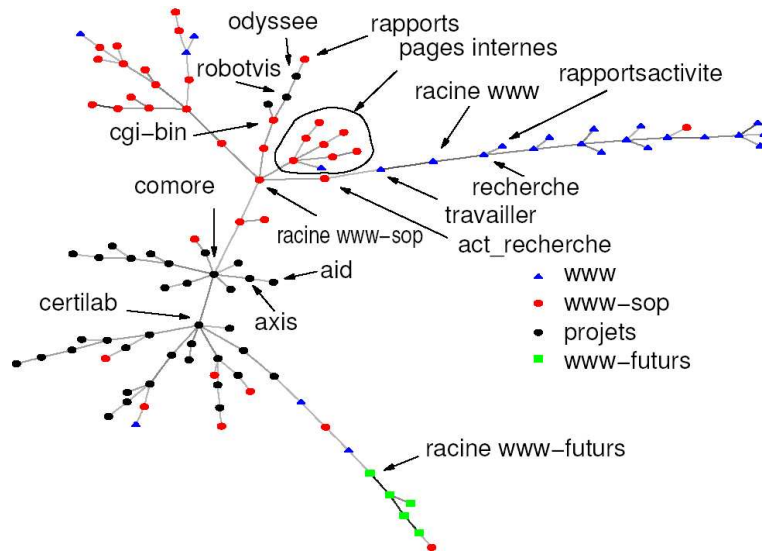 odyssee
rapports
pages internes
robotvis
rapportsactivite
racine www
cgi-bin
comore
recherche
travailler
racine www-sop
act_recherche
aid
www
certilab
axis
www-sop
projets
www-futurs
racine www-futurs